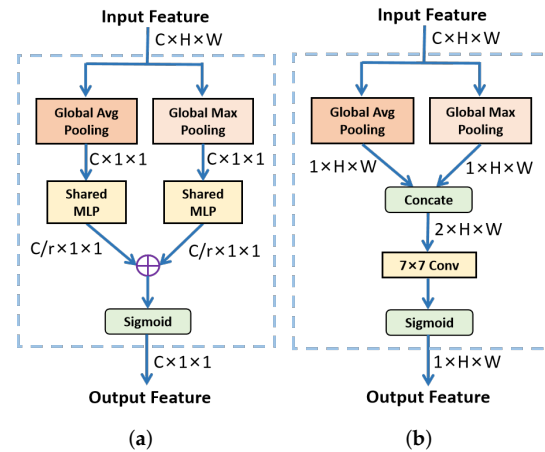 Input Feature
C×H×W
Global Avg
Pooling
Global Max
Pooling
C×1×1
C×1×1
Shared
MLP
Shared
MLP
C/r×1×1
C/r×1×1
Sigmoid
C×1×1
Output Feature
(a)
Input Feature
C×H×W
Global Avg
Pooling
Global Max
Pooling
1×H×W
1×H×W
Concate
2×H×W
7×7 Conv
Sigmoid
1×H×W
Output Feature
(b)